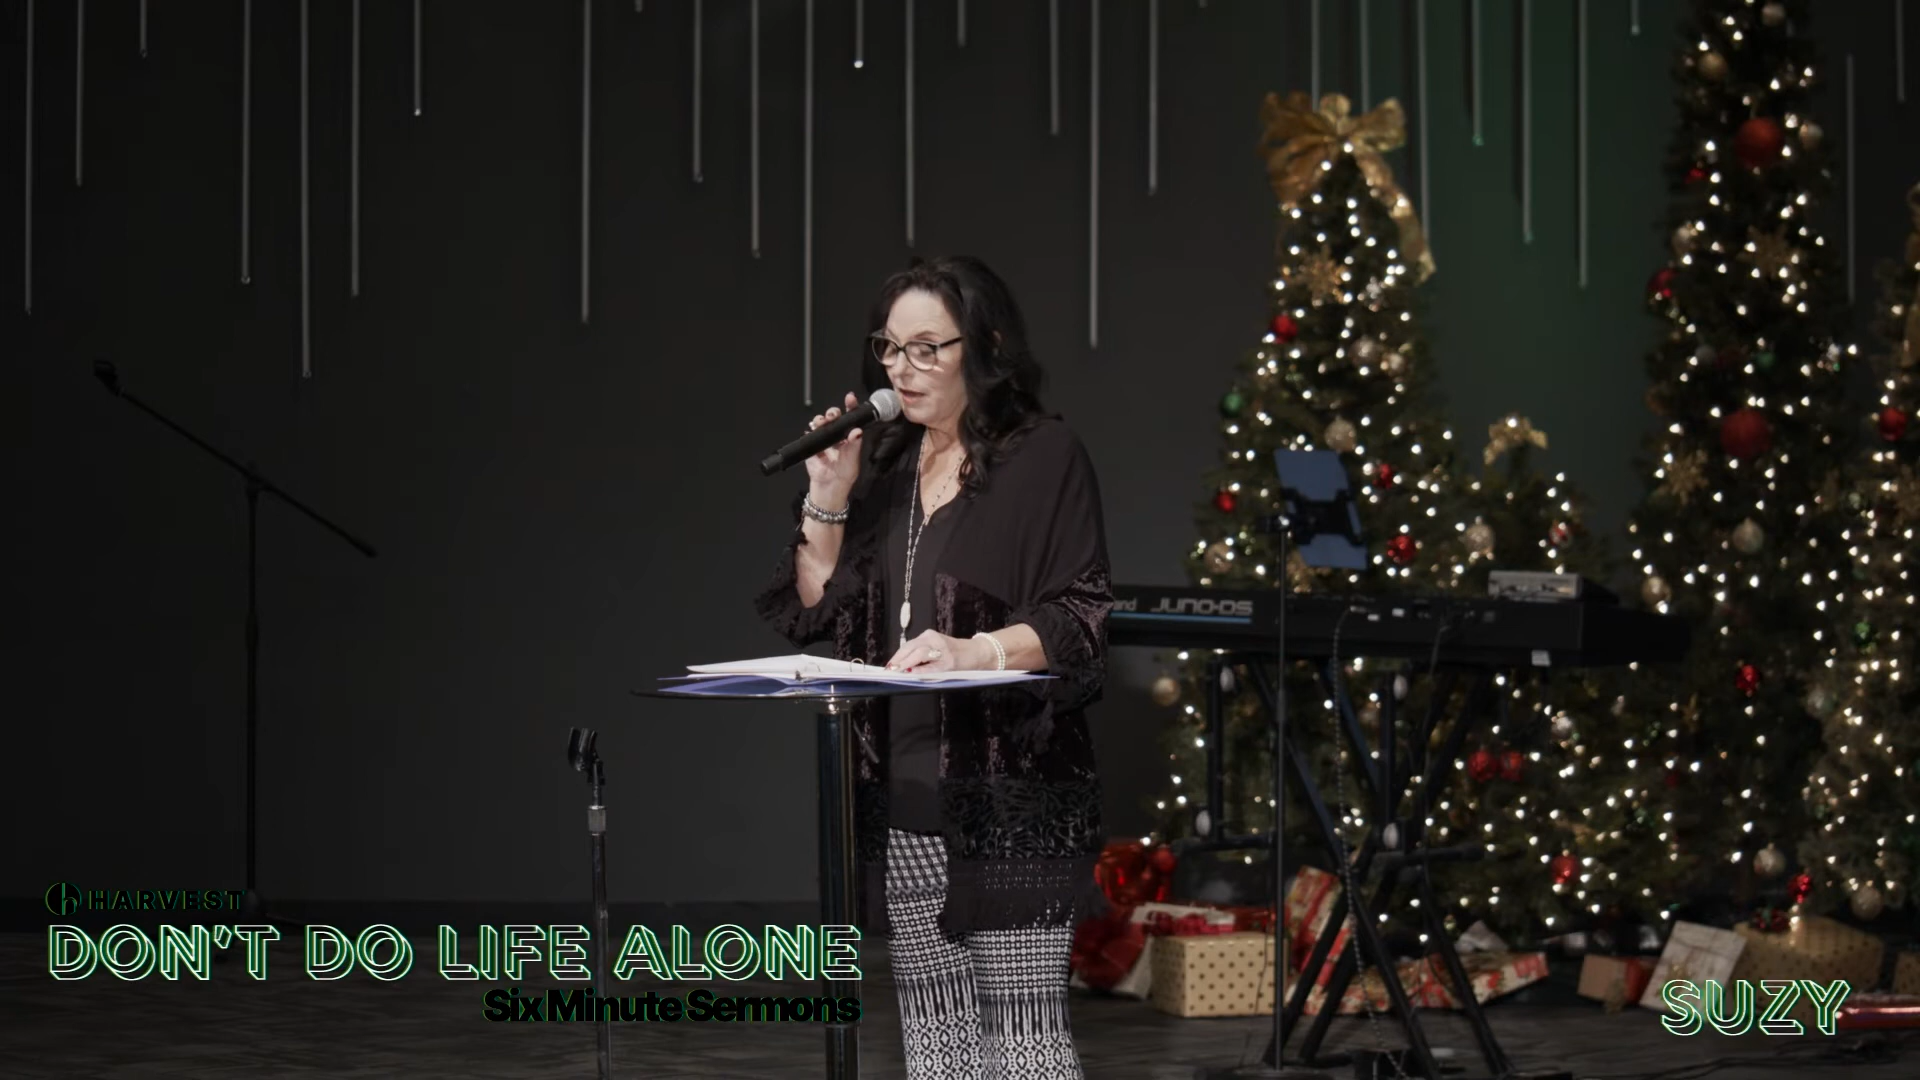 JUNO-DS
HARVEST
DON'T DO LIFE ALONE
Six Minute Sermons
SUZY